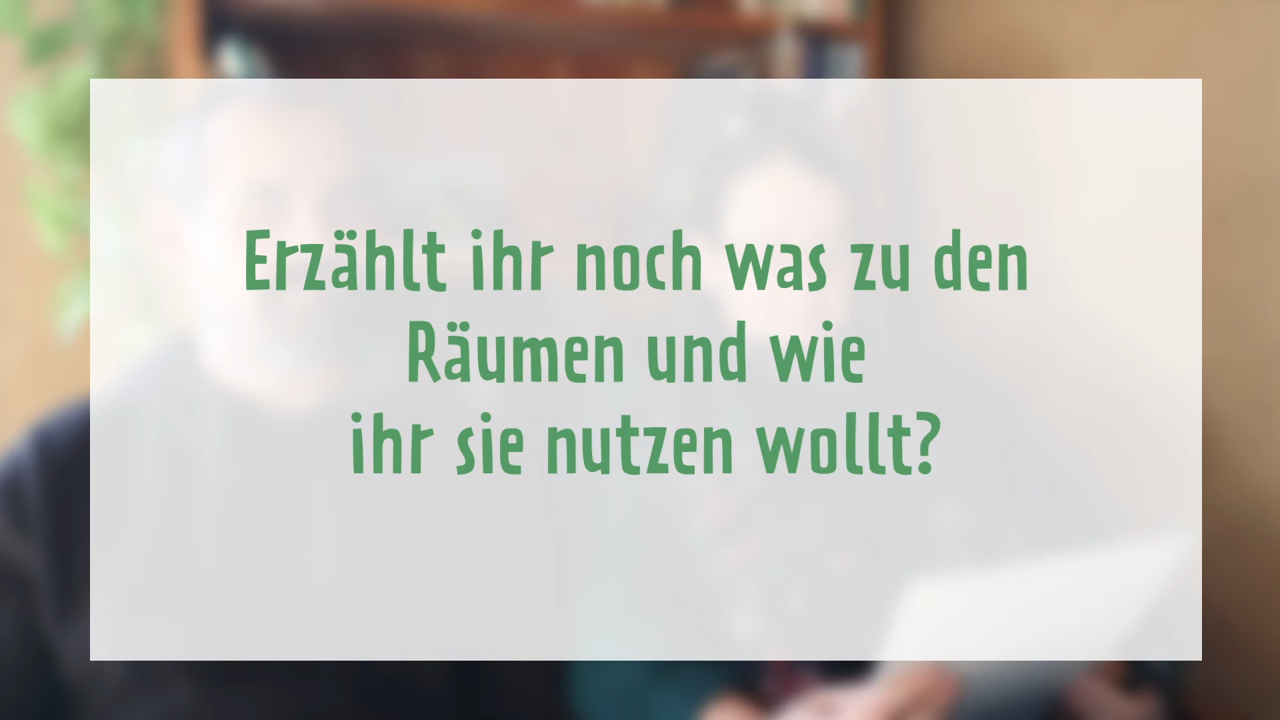 Erzählt ihr noch was zu den
Räumen und wie
ihr sie nutzen wollt?